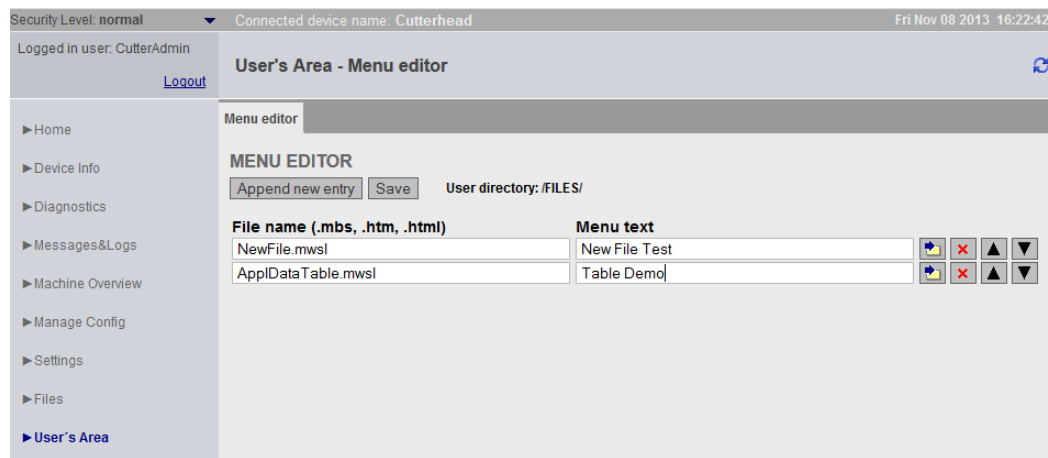 Security Level: normal Connected device name: Cutterhead Fri Nov 08 2013 16:22:42
Logged in user: CutterAdmin
Logout
User's Area - Menu editor
►Home
►Device Info
►Diagnostics
►Messages&Logs
►Machine Overview
►Manage Config
►Settings
►Files
►User´s Area
Menu editor
MENU EDITOR
Append new entry Save User directory: /FILES/
File name (.mbs, .htm, .html) Menu text
NewFile.mwsl New File Test
ApplDataTable.mwsl Table Demo